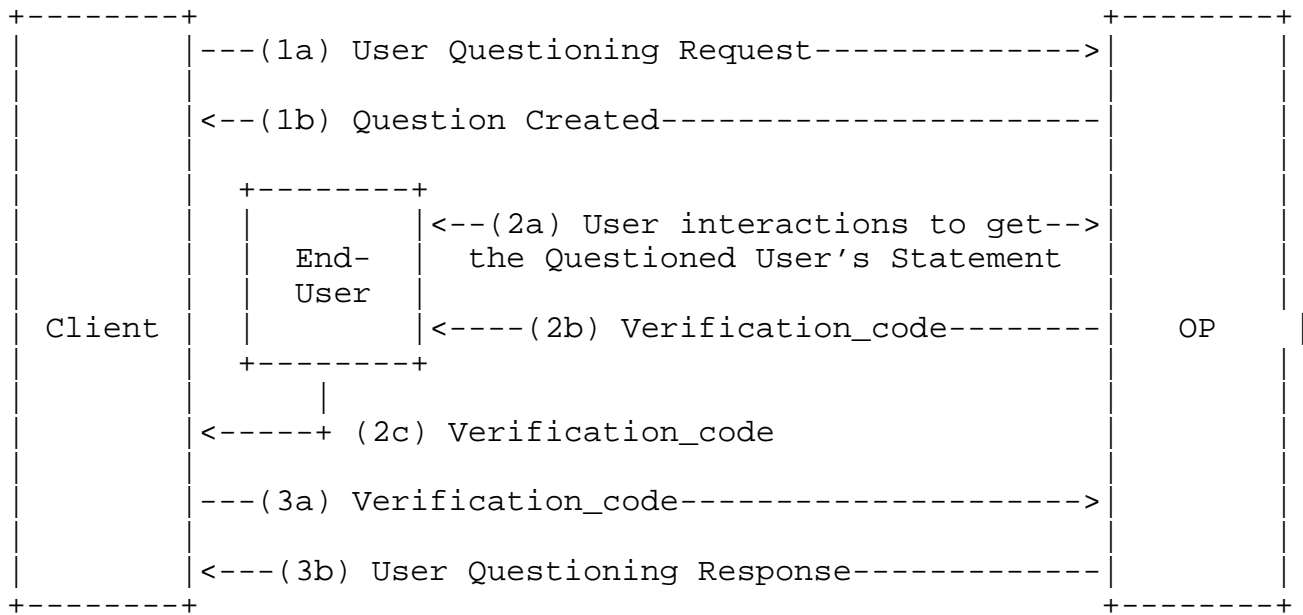 (1a) User Questioning Request
(1b) Question Created
(2a) User interactions to get
End- the Questioned User's Statement
User
Client (2b) Verification_code OP
(2c) Verification_code
(3a) Verification_code
(3b) User Questioning Response